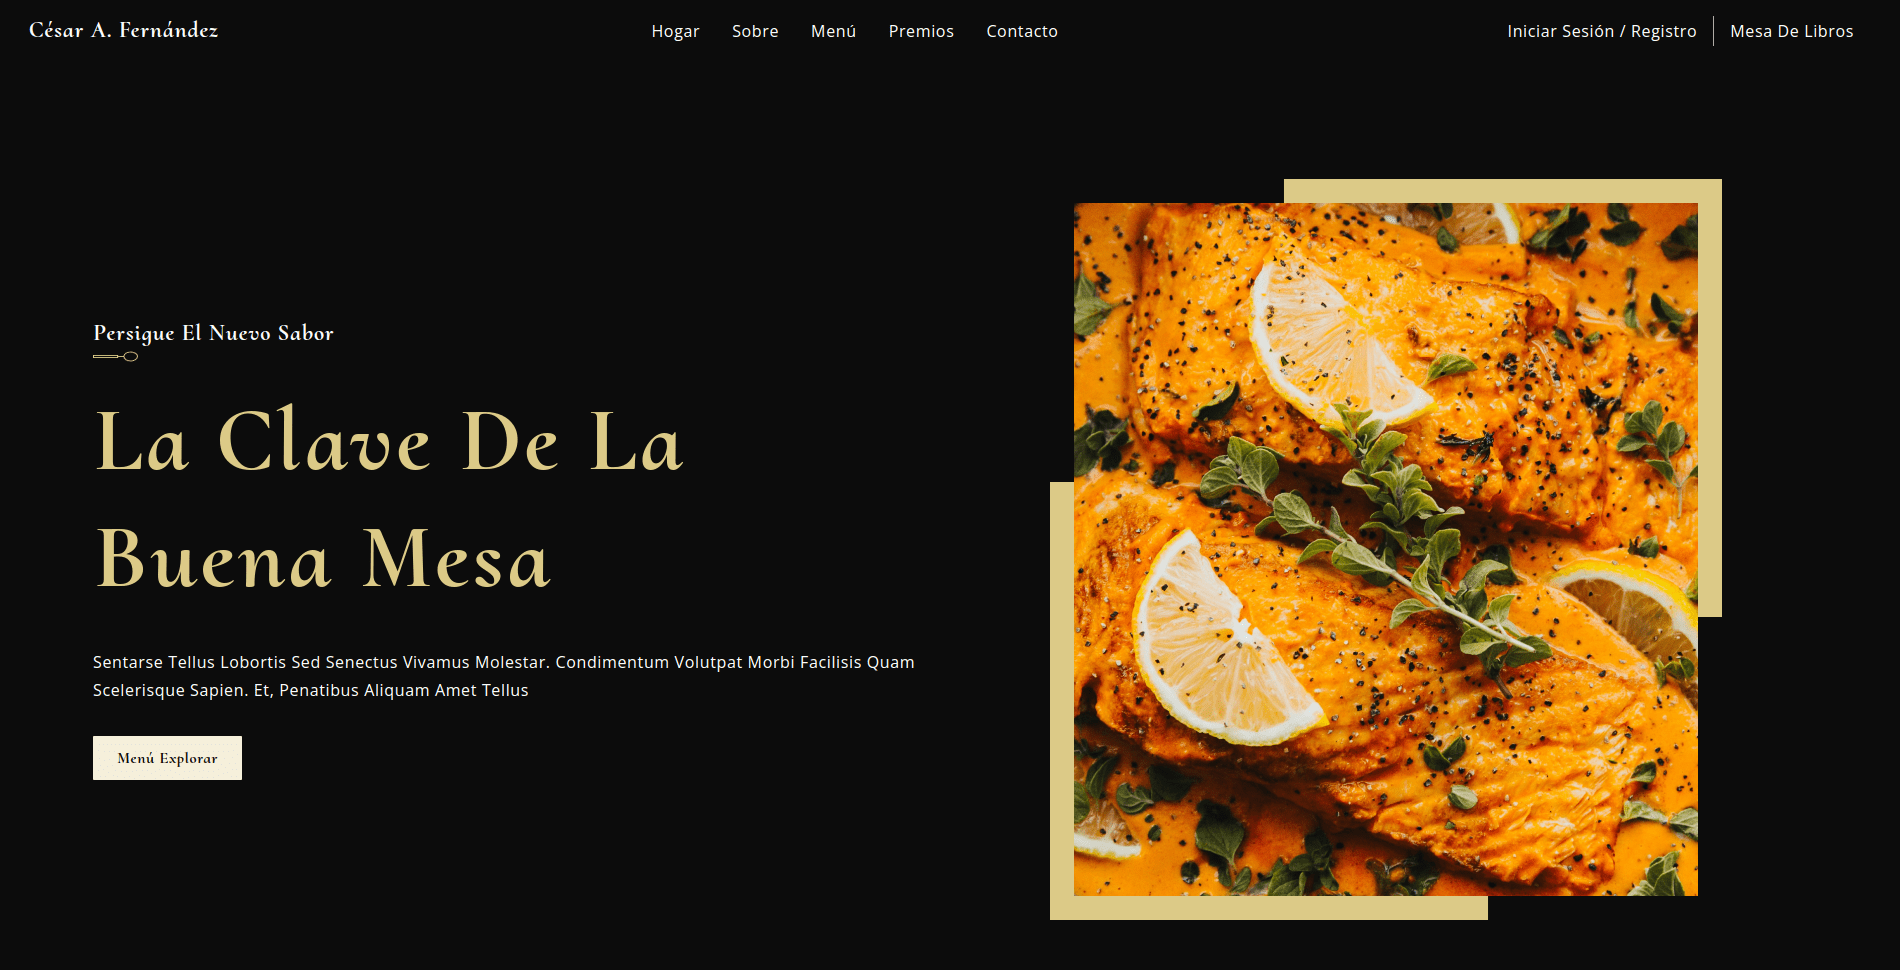 César A. Fernández
Hogar
Sobre
Menú
Premios
Contacto
Iniciar Sesión / Registro
Mesa De Libros
Persigue El Nuevo Sabor
La Clave De La
Buena Mesa
Sentarse Tellus Lobortis Sed Senectus Vivamus Molestar. Condimentum Volutpat Morbi Facilisis Quam
Scelerisque Sapien. Et, Penatibus Aliquam Amet Tellus
Menú Explorar